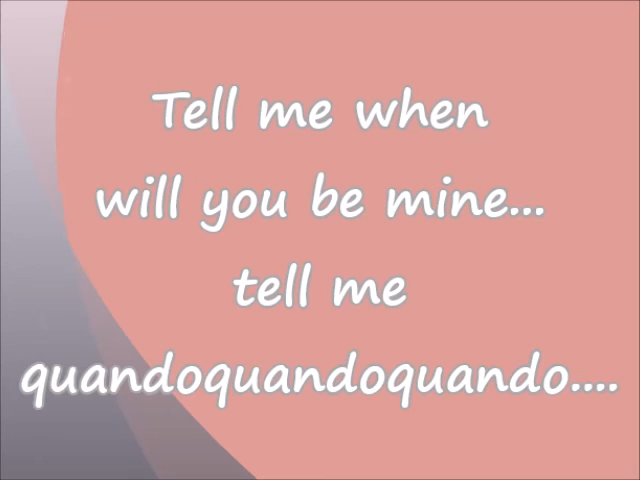 Tell me when
will you be mine...
tell me
quandoquandoquando....